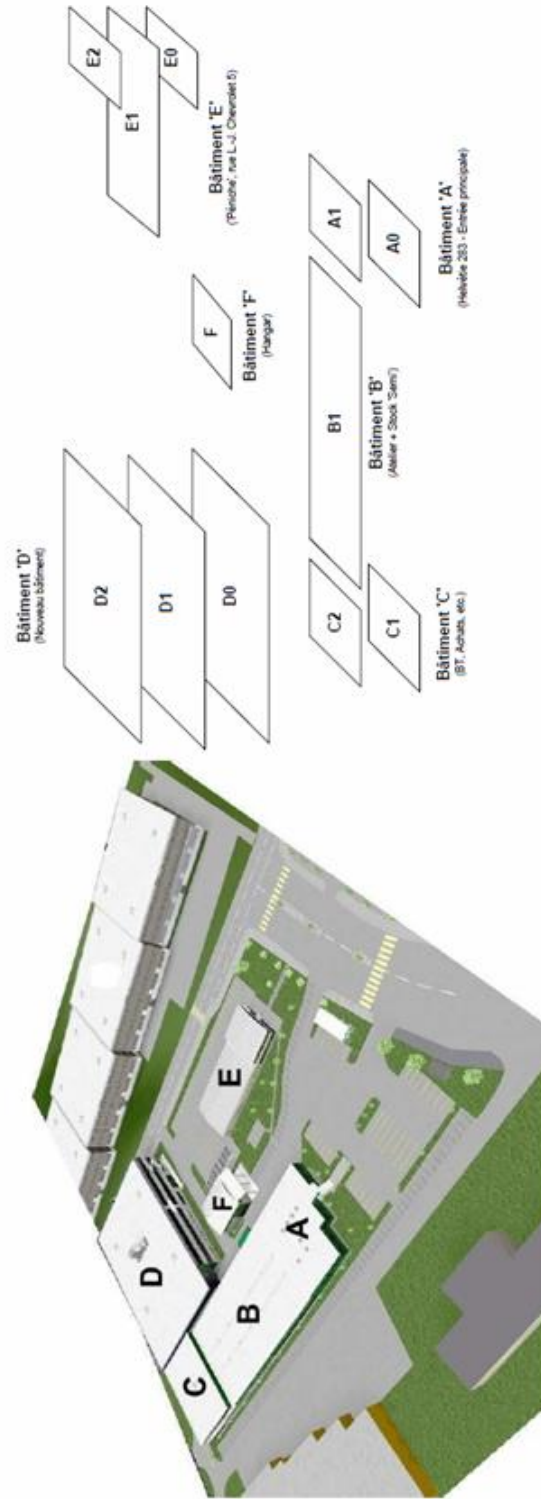 Bâtiment "D"
(Nouveau bâtiment)
D2
D1
D0
F
Bâtiment "F"
(Hangar)
E2
E1
E0
Bâtiment "E"
("Péniche", rue L.-J. Chevrolet 5)
C2
C1
Bâtiment "C"
(BT, Achats, etc.)
B1
Bâtiment "B"
(Atelier + Stock "Semi")
A1
A0
Bâtiment "A"
(Helvétie 283 - Entrée principale)
D
C
B
A
F
E